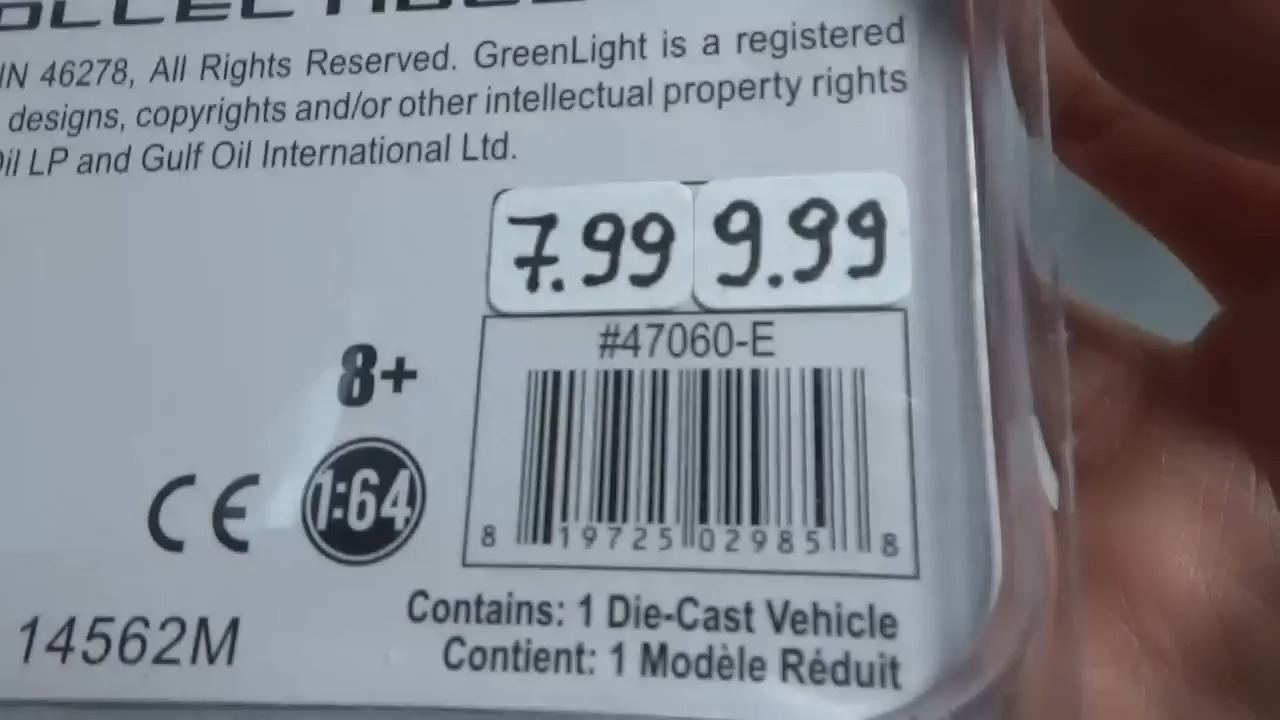 IN 46278, All Rights Reserved. GreenLight is a registered
designs, copyrights and/or other intellectual property rights
Oil LP and Gulf Oil International Ltd.
7.99 9.99
#47060-E
8+
1:64
CE
8 19725 02985 8
14562M
Contains: 1 Die-Cast Vehicle
Contient: 1 Modèle Réduit